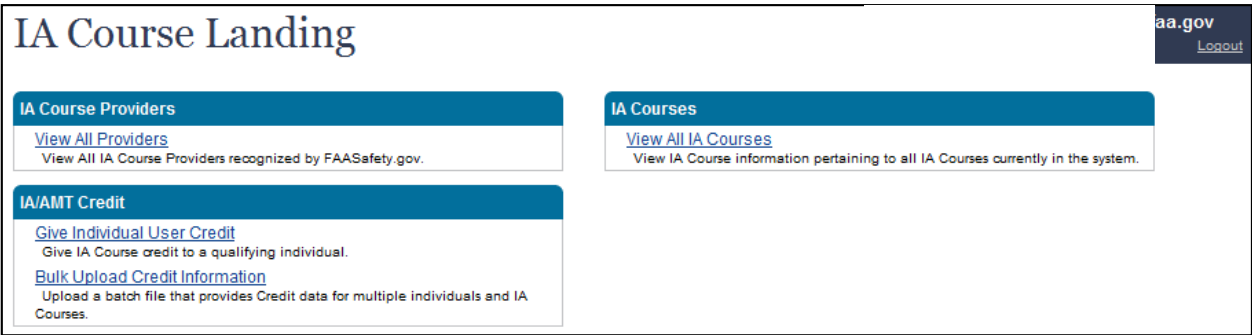 IA Course Landing
aa.gov
Logout
IA Course Providers
View All Providers
View All IA Course Providers recognized by FAASafety.gov.
IA Courses
View All IA Courses
View IA Course information pertaining to all IA Courses currently in the system.
IA/AMT Credit
Give Individual User Credit
Give IA Course credit to a qualifying individual.
Bulk Upload Credit Information
Upload a batch file that provides Credit data for multiple individuals and IA
Courses.